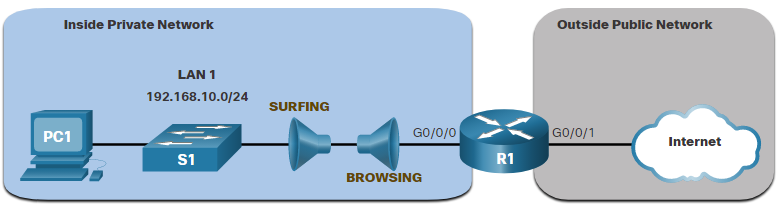 Inside Private Network
Outside Public Network
LAN 1
192.168.10.0/24
SURFING
PC1
S1
BROWSING
G0/0/0
R1
G0/0/1
Internet